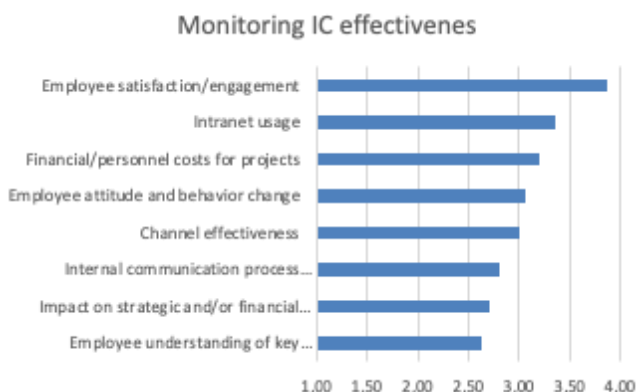 Monitoring IC effectivenes
Employee satisfaction/engagement
Intranet usage
Financial/personnel costs for projects
Employee attitude and behavior change
Channel effectiveness
Internal communication process...
Impact on strategic and/or financial...
Employee understanding of key...
1.00 1.50 2.00 2.50 3.00 3.50 4.00